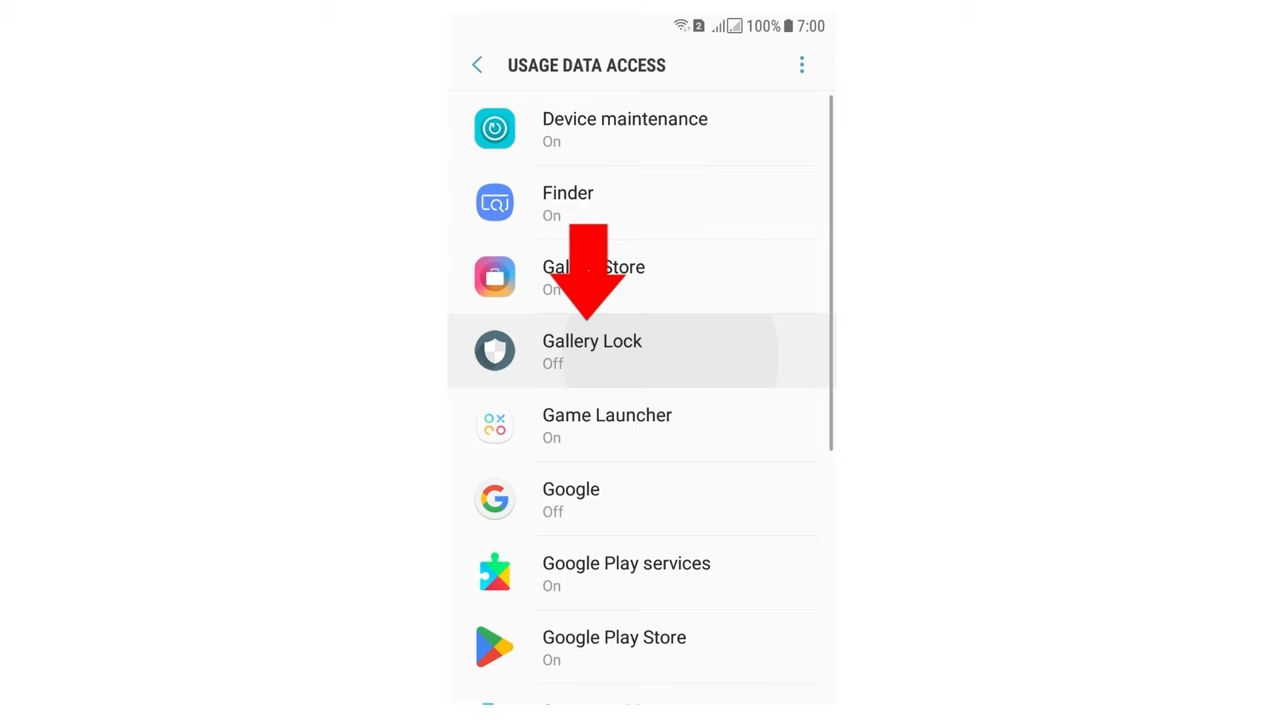 2 100% 7:00
USAGE DATA ACCESS
Device maintenance
On
Finder
On
Store
On
Gallery Lock
Off
Game Launcher
On
Google
Off
Google Play services
On
Google Play Store
On